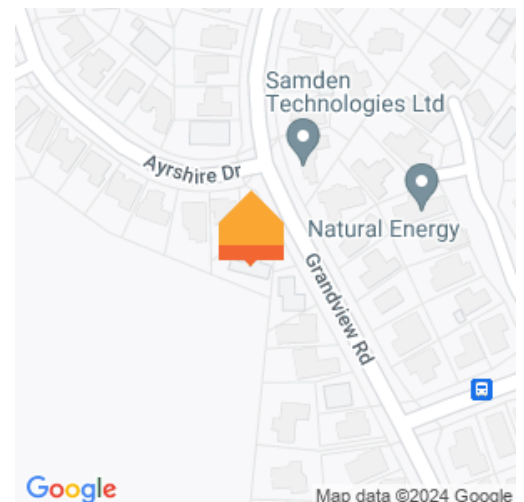 Samden
Technologies Ltd
Ayrshire Dr
Natural Energy
Grandview Rd
Google
Map data ©2024 Google